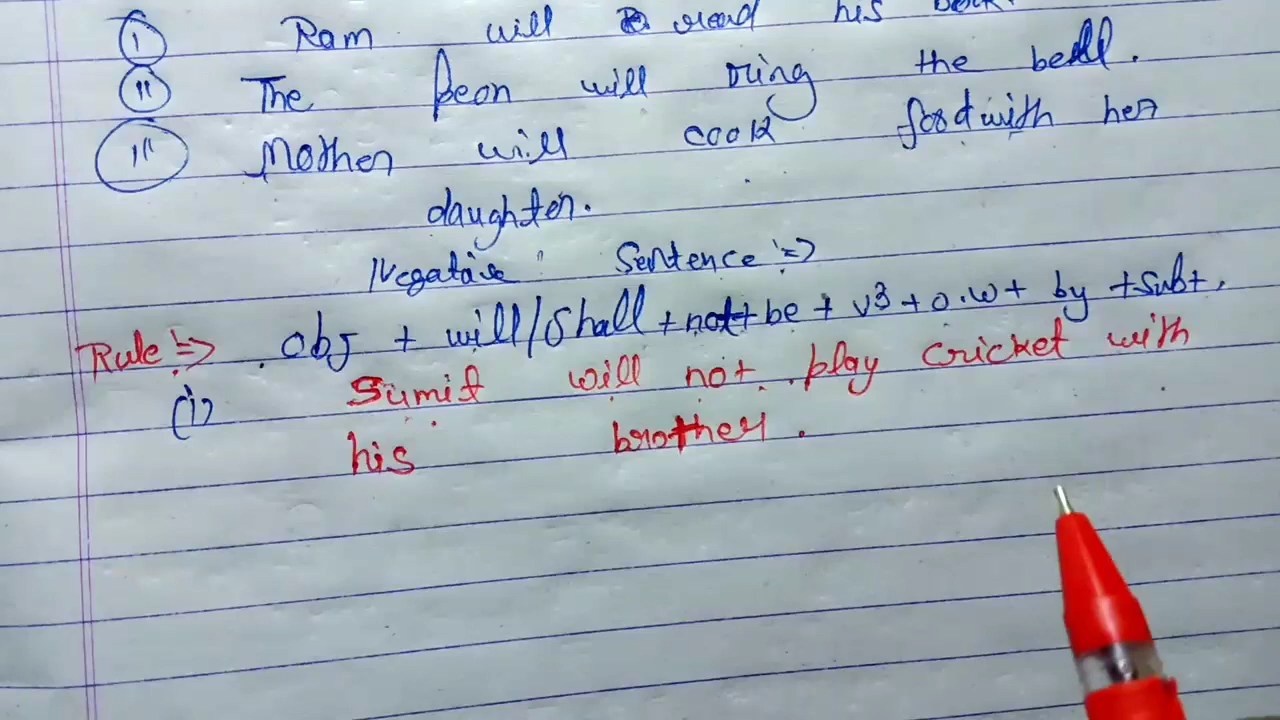 (i) Ram will read his book.
(ii) The Peon will ring the bell.
(iii) Mother will cook food with her
daughter.
Negative Sentence :=>
Rule :=> . obj + will/Shall + not + be + v3 + o.w + by + Subt.
(i) Sumit will not play cricket with
his brother.